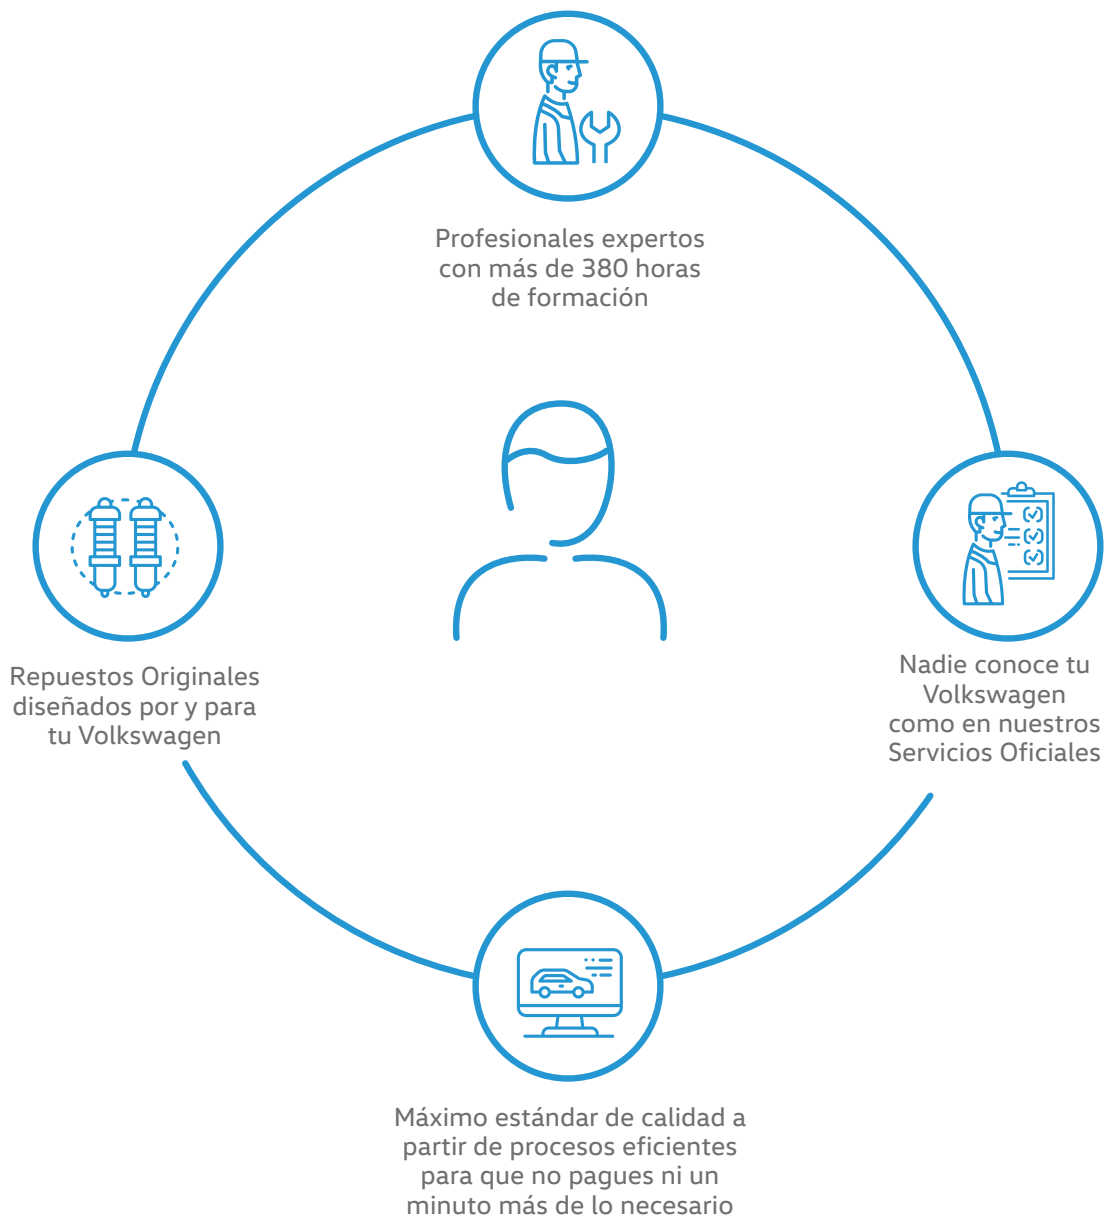 Profesionales expertos
con más de 380 horas
de formación
Repuestos Originales
diseñados por y para
tu Volkswagen
Nadie conoce tu
Volkswagen
como en nuestros
Servicios Oficiales
Máximo estándar de calidad a
partir de procesos eficientes
para que no pagues ni un
minuto más de lo necesario